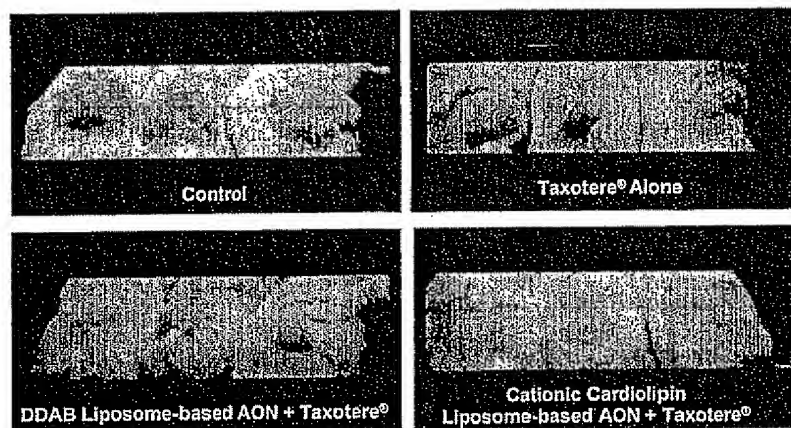 Control
Taxotere® Alone
DDAB Liposome-based AON + Taxotere®
Cationic Cardiolipin
Liposome-based AON + Taxotere®